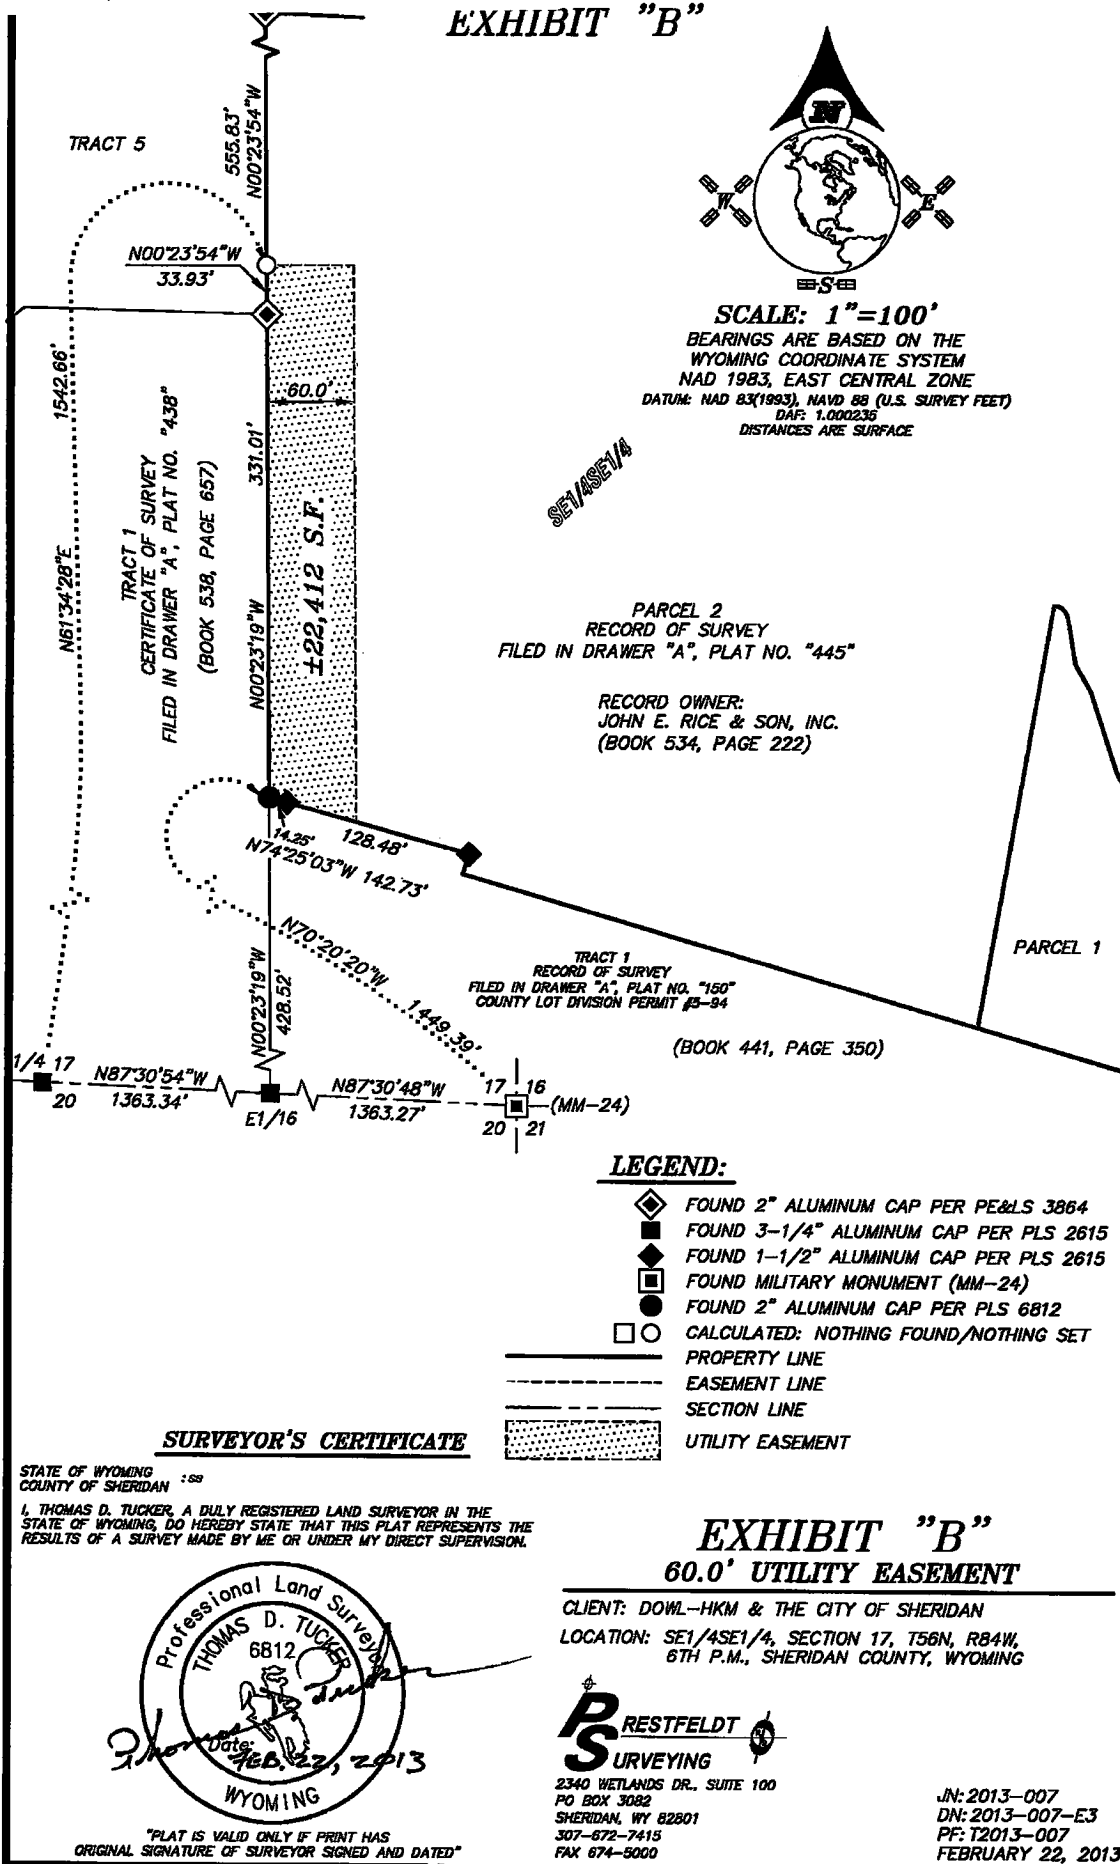 EXHIBIT "B"
TRACT 5
555.83'
N00°23'54"W
N00°23'54"W
33.93'
N
W
E
S
SCALE: 1"=100'
BEARINGS ARE BASED ON THE
WYOMING COORDINATE SYSTEM
NAD 1983, EAST CENTRAL ZONE
DATUM: NAD 83(1993), NAVD 88 (U.S. SURVEY FEET)
DAF: 1.000235
DISTANCES ARE SURFACE
1542.66'
N61°34'28"E
TRACT 1
CERTIFICATE OF SURVEY
FILED IN DRAWER "A", PLAT NO. "438"
(BOOK 538, PAGE 657)
60.0'
331.01'
N00°23'19"W
±22,412 S.F.
SE1/4SE1/4
PARCEL 2
RECORD OF SURVEY
FILED IN DRAWER "A", PLAT NO. "445"
RECORD OWNER:
JOHN E. RICE & SON, INC.
(BOOK 534, PAGE 222)
14.25'
128.48'
N74°25'03"W 142.73'
N70°20'20"W
1449.39'
N00°23'19"W
428.52'
TRACT 1
RECORD OF SURVEY
FILED IN DRAWER "A", PLAT NO. "150"
COUNTY LOT DIVISION PERMIT #5-94
(BOOK 441, PAGE 350)
PARCEL 1
1/4 17
20
N87°30'54"W
1363.34'
E1/16
N87°30'48"W
1363.27'
17 16
(MM-24)
20 21
LEGEND:
FOUND 2" ALUMINUM CAP PER PE&LS 3864
FOUND 3-1/4" ALUMINUM CAP PER PLS 2615
FOUND 1-1/2" ALUMINUM CAP PER PLS 2615
FOUND MILITARY MONUMENT (MM-24)
FOUND 2" ALUMINUM CAP PER PLS 6812
CALCULATED: NOTHING FOUND/NOTHING SET
PROPERTY LINE
EASEMENT LINE
SECTION LINE
UTILITY EASEMENT
SURVEYOR'S CERTIFICATE
STATE OF WYOMING
COUNTY OF SHERIDAN :ss
I, THOMAS D. TUCKER, A DULY REGISTERED LAND SURVEYOR IN THE
STATE OF WYOMING, DO HEREBY STATE THAT THIS PLAT REPRESENTS THE
RESULTS OF A SURVEY MADE BY ME OR UNDER MY DIRECT SUPERVISION.
Professional Land Surveyor
THOMAS D. TUCKER
6812
Thomas D Tucker
Date: FEB. 22, 2013
WYOMING
"PLAT IS VALID ONLY IF PRINT HAS
ORIGINAL SIGNATURE OF SURVEYOR SIGNED AND DATED"
EXHIBIT "B"
60.0' UTILITY EASEMENT
CLIENT: DOWL-HKM & THE CITY OF SHERIDAN
LOCATION: SE1/4SE1/4, SECTION 17, T56N, R84W,
6TH P.M., SHERIDAN COUNTY, WYOMING
PRESTFELDT
SURVEYING
2340 WETLANDS DR., SUITE 100
PO BOX 3082
SHERIDAN, WY 82801
307-672-7415
FAX 674-5000
JN: 2013-007
DN: 2013-007-E3
PF: T2013-007
FEBRUARY 22, 2013